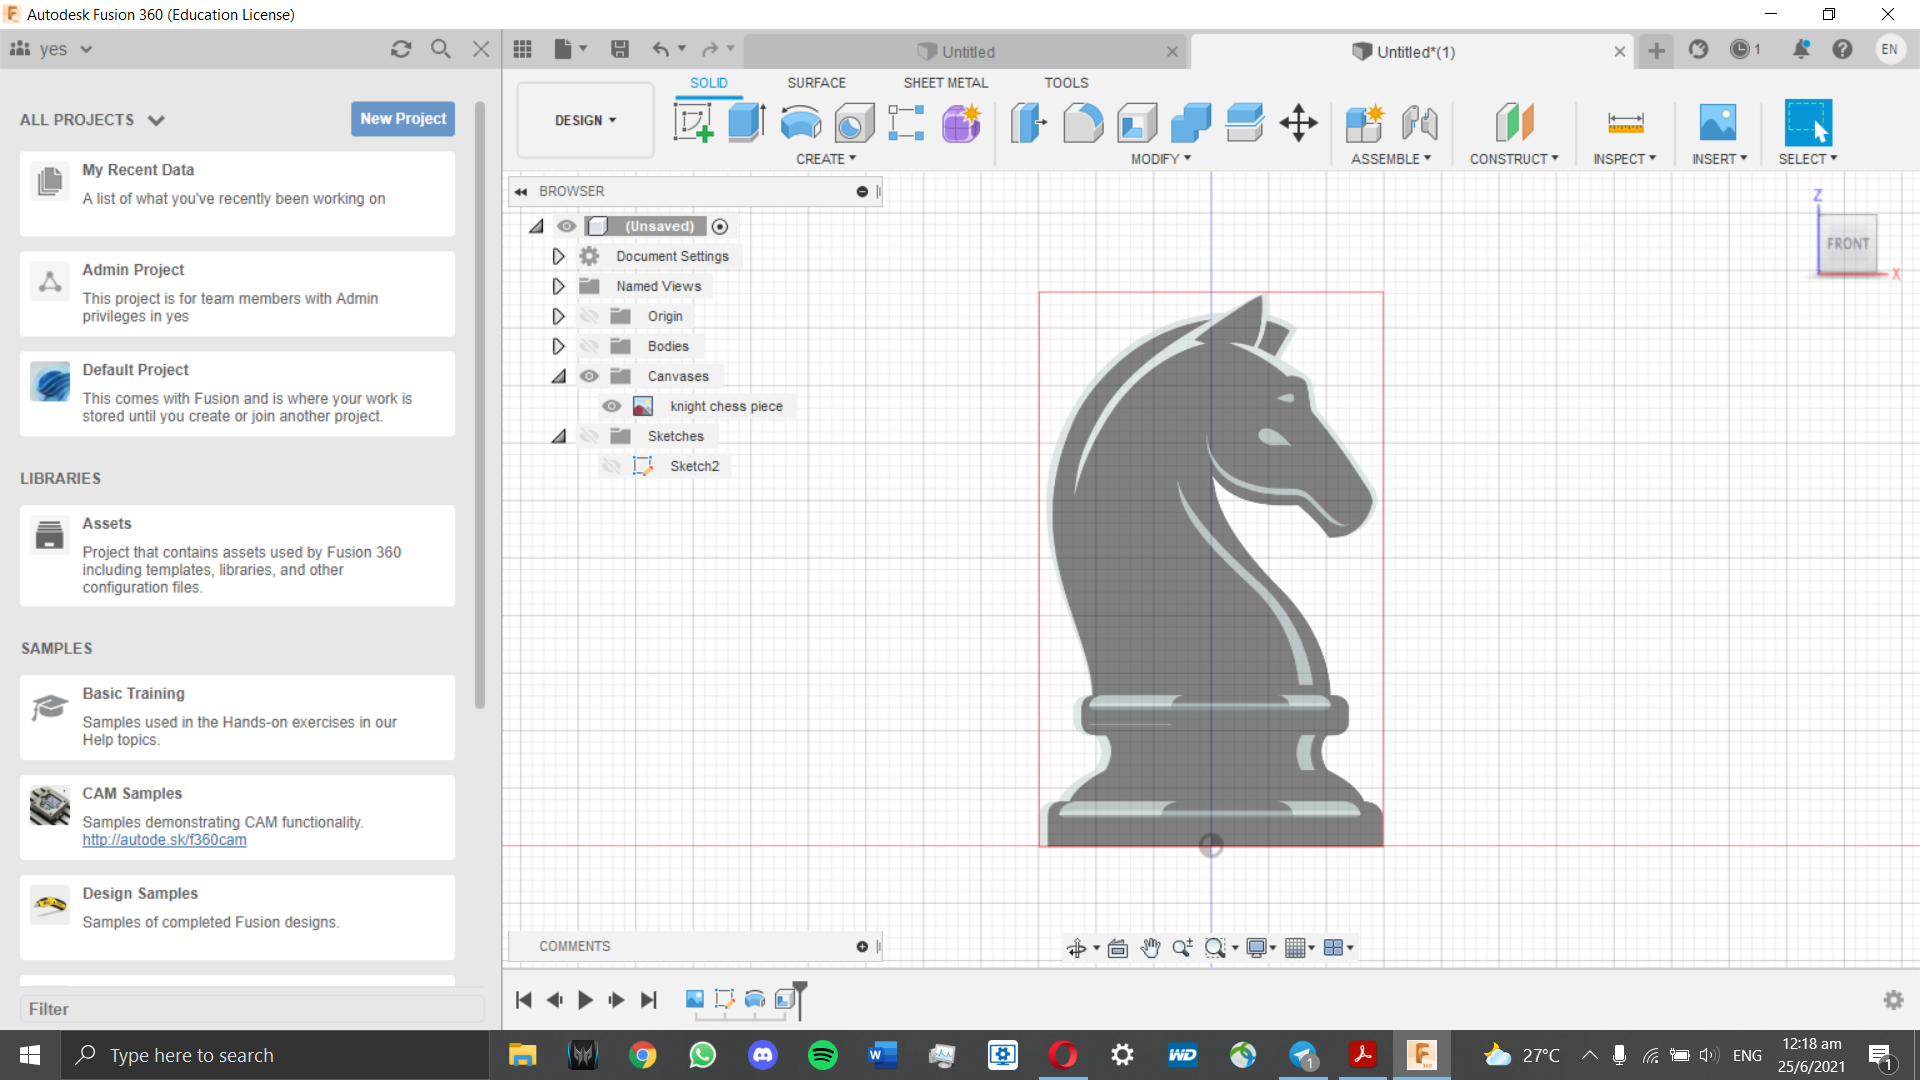 Autodesk Fusion 360 (Education License)
yes
Untitled
Untitled*(1)
1
EN
SOLID
SURFACE
SHEET METAL
TOOLS
DESIGN
CREATE
MODIFY
ASSEMBLE
CONSTRUCT
INSPECT
INSERT
SELECT
ALL PROJECTS
New Project
My Recent Data
A list of what you've recently been working on
Admin Project
This project is for team members with Admin
privileges in yes
Default Project
This comes with Fusion and is where your work is
stored until you create or join another project.
LIBRARIES
Assets
Project that contains assets used by Fusion 360
including templates, libraries, and other
configuration files.
SAMPLES
Basic Training
Samples used in the Hands-on exercises in our
Help topics.
CAM Samples
Samples demonstrating CAM functionality.
http://autode.sk/f360cam
Design Samples
Samples of completed Fusion designs.
Filter
BROWSER
(Unsaved)
Document Settings
Named Views
Origin
Bodies
Canvases
knight chess piece
Sketches
Sketch2
Z
FRONT
X
COMMENTS
Type here to search
27°C
ENG
12:18 am
25/6/2021
1